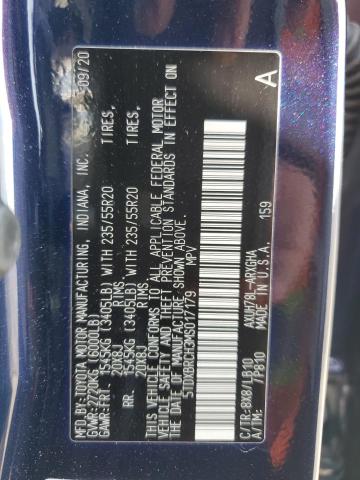 MFD.BY:TOYOTA MOTOR MANUFACTURING, INDIANA, INC. 09/20
GVWR: 2720KG (6000LB)
GAWR:FRT. 1545KG (3405LB) WITH 235/55R20 TIRES,
20X8J RIMS,
RR. 1545KG (3405LB) WITH 235/55R20 TIRES,
20X8J RIMS,
THIS VEHICLE CONFORMS TO ALL APPLICABLE FEDERAL MOTOR
VEHICLE SAFETY AND THEFT PREVENTION STANDARDS IN EFFECT ON
THE DATE OF MANUFACTURE SHOWN ABOVE.
5TDXBRCH3MS017179 MPV
159
A
C/TR:8X8/LB10 AXUH78L-ARXGHA
A/TM: /P810 MADE IN U.S.A.